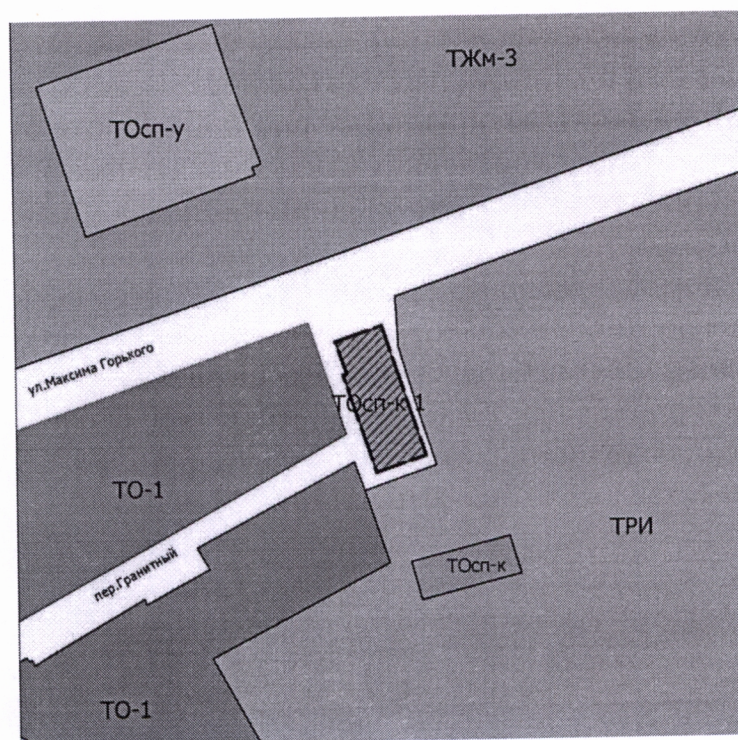 ТЖм-3
ТОсп-у
ул.Максима Горького
ТОсп-к 1
ТО-1
ТРИ
пер.Гранитный
ТОсп-к
ТО-1